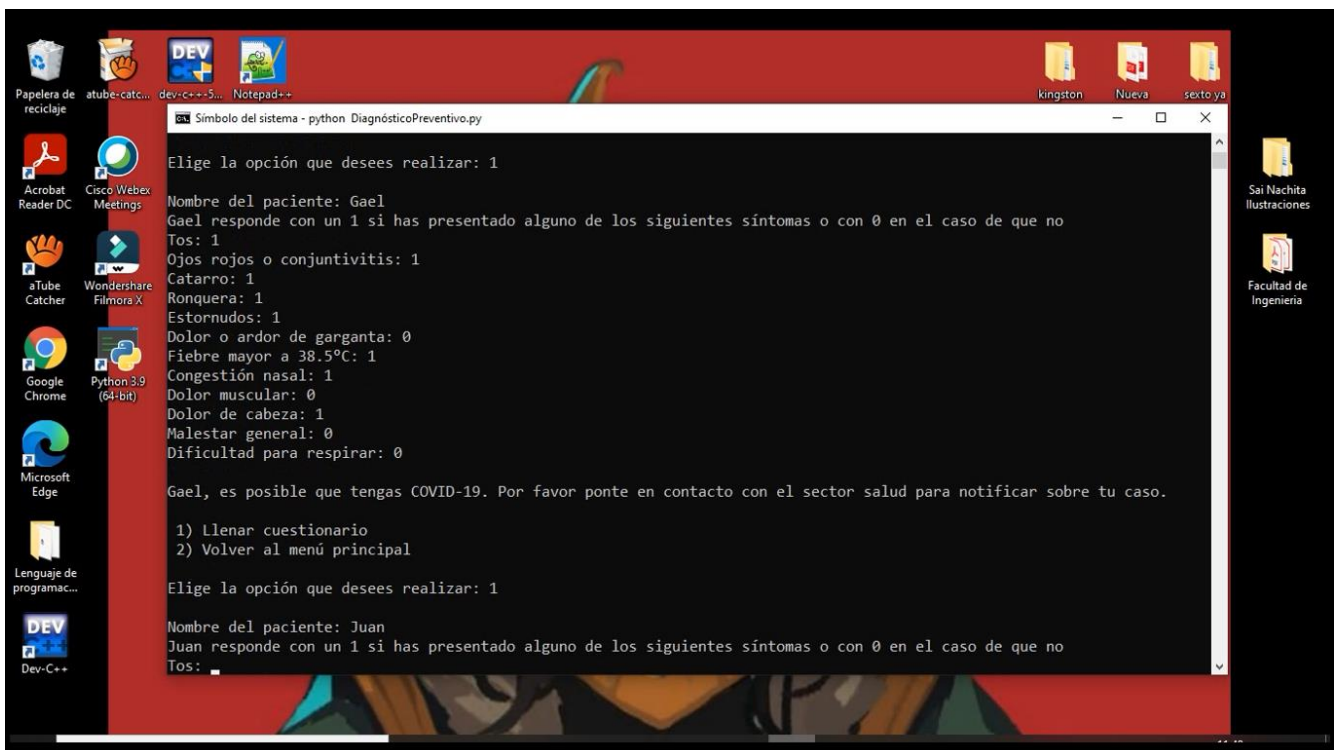 Papelera de reciclaje
atube-catc...
dev-c++-5...
Notepad++
kingston
Nueva
sexto ya
Símbolo del sistema - python DiagnósticoPreventivo.py
Elige la opción que desees realizar: 1
Nombre del paciente: Gael
Gael responde con un 1 si has presentado alguno de los siguientes síntomas o con 0 en el caso de que no
Tos: 1
Ojos rojos o conjuntivitis: 1
Catarro: 1
Ronquera: 1
Estornudos: 1
Dolor o ardor de garganta: 0
Fiebre mayor a 38.5ºC: 1
Congestión nasal: 1
Dolor muscular: 0
Dolor de cabeza: 1
Malestar general: 0
Dificultad para respirar: 0
Gael, es posible que tengas COVID-19. Por favor ponte en contacto con el sector salud para notificar sobre tu caso.
1) Llenar cuestionario
2) Volver al menú principal
Elige la opción que desees realizar: 1
Nombre del paciente: Juan
Juan responde con un 1 si has presentado alguno de los siguientes síntomas o con 0 en el caso de que no
Tos:
Acrobat Reader DC
Cisco Webex Meetings
aTube Catcher
Wondershare Filmora X
Google Chrome
Python 3.9 (64-bit)
Microsoft Edge
Lenguaje de programac...
DEV
Dev-C++
DEV
Sai Nachita Ilustraciones
Facultad de Ingenieria